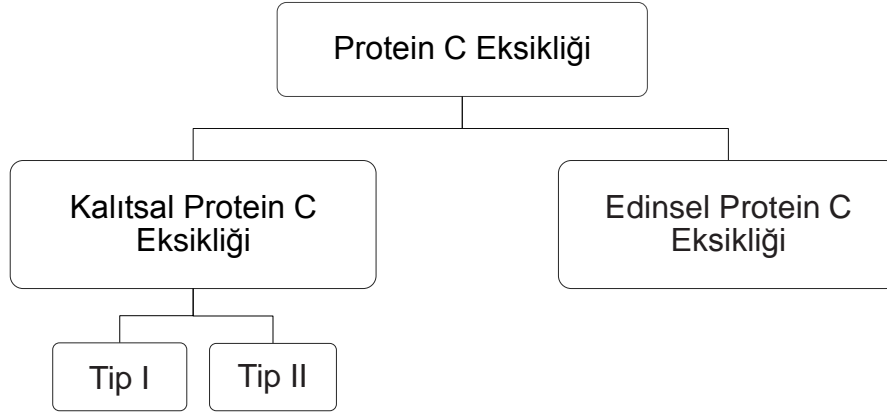 Protein C Eksikliği
Kalıtsal Protein C
Eksikliği
Edinsel Protein C
Eksikliği
Tip I
Tip II